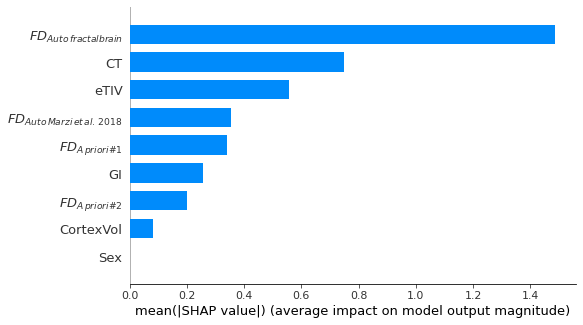 FD_Auto fractalbrain
CT
eTIV
FD_Auto Marzi et al. 2018
FD_A priori#1
GI
FD_A priori#2
CortexVol
Sex
0.0 0.2 0.4 0.6 0.8 1.0 1.2 1.4
mean(|SHAP value|) (average impact on model output magnitude)